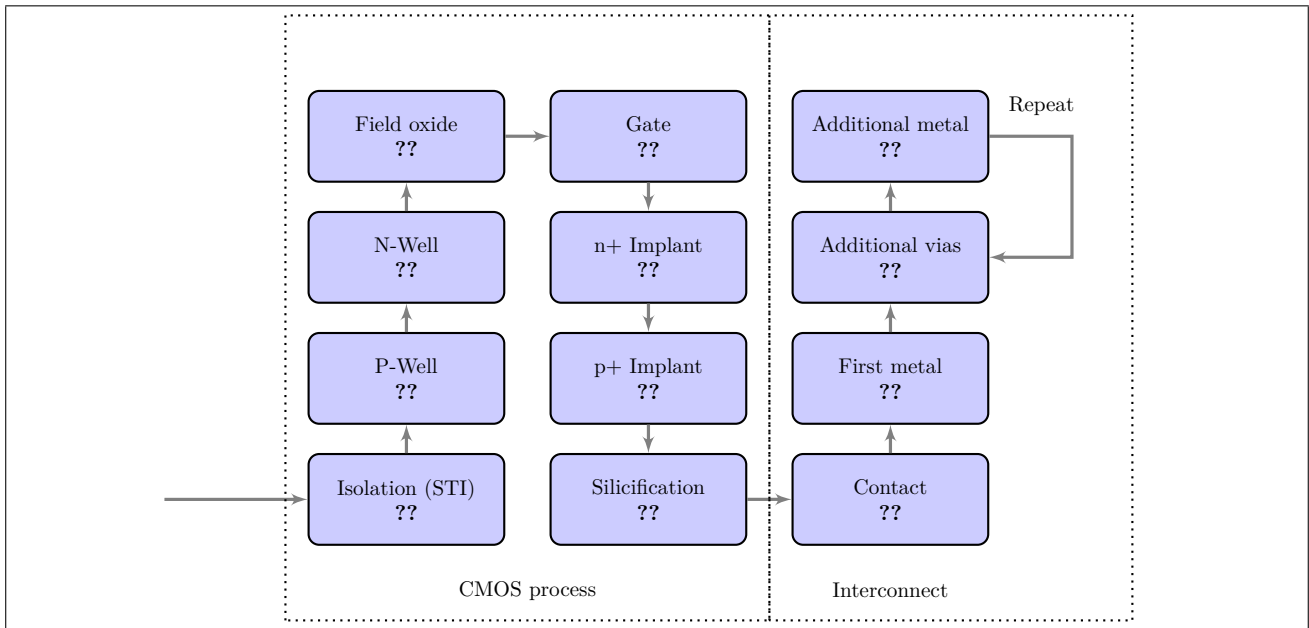 Field oxide
??
Gate
??
Additional metal
??
Repeat
N-Well
??
n+ Implant
??
Additional vias
??
P-Well
??
p+ Implant
??
First metal
??
Isolation (STI)
??
Silicification
??
Contact
??
CMOS process
Interconnect